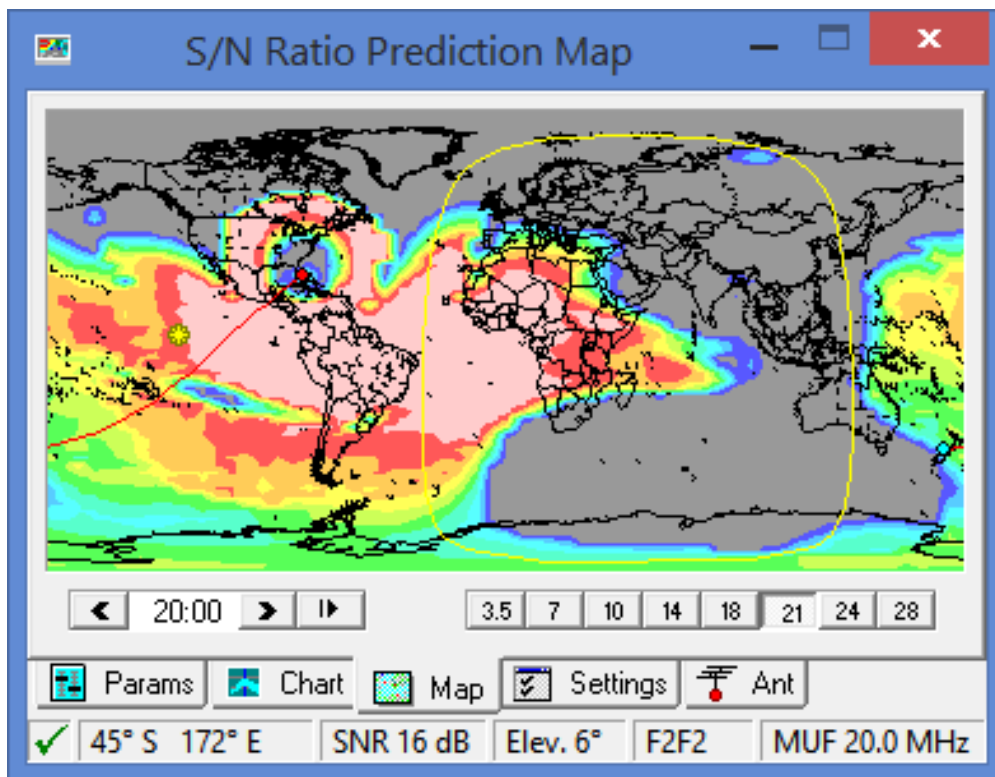 S/N Ratio Prediction Map
20:00 3.5 7 10 14 18 21 24 28
Params Chart Map Settings Ant
45° S 172° E SNR 16 dB Elev. 6° F2F2 MUF 20.0 MHz